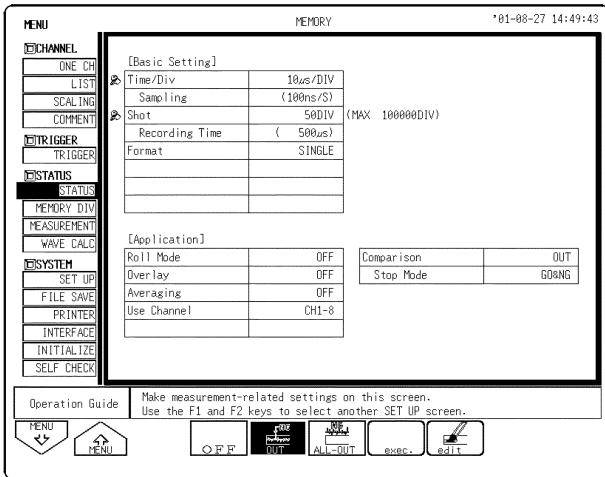 MENU MEMORY '01-08-27 14:49:43
CHANNEL
ONE CH
LIST
SCALING
COMMENT
TRIGGER
TRIGGER
STATUS
STATUS
MEMORY DIV
MEASUREMENT
WAVE CALC
SYSTEM
SET UP
FILE SAVE
PRINTER
INTERFACE
INITIALIZE
SELF CHECK
[Basic Setting]
Time/Div 10µs/DIV
Sampling (100ns/S)
Shot 50DIV (MAX 100000DIV)
Recording Time ( 500µs)
Format SINGLE
[Application]
Roll Mode OFF
Overlay OFF
Averaging OFF
Use Channel CH1-8
Comparison OUT
Stop Mode GO&NG
Operation Guide
Make measurement-related settings on this screen.
Use the F1 and F2 keys to select another SET UP screen.
MENU
MENU
OFF
OUT
ALL-OUT
exec.
edit